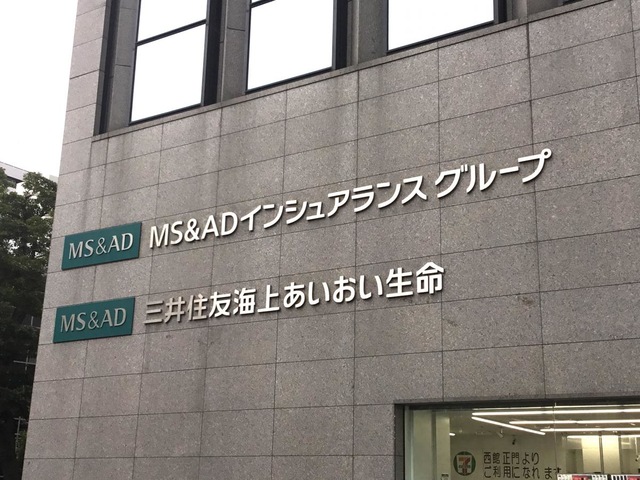 MS&AD MS&ADインシュアランス グループ
MS&AD 三井住友海上あいおい生命
7
西館正門より
ご利用になれます